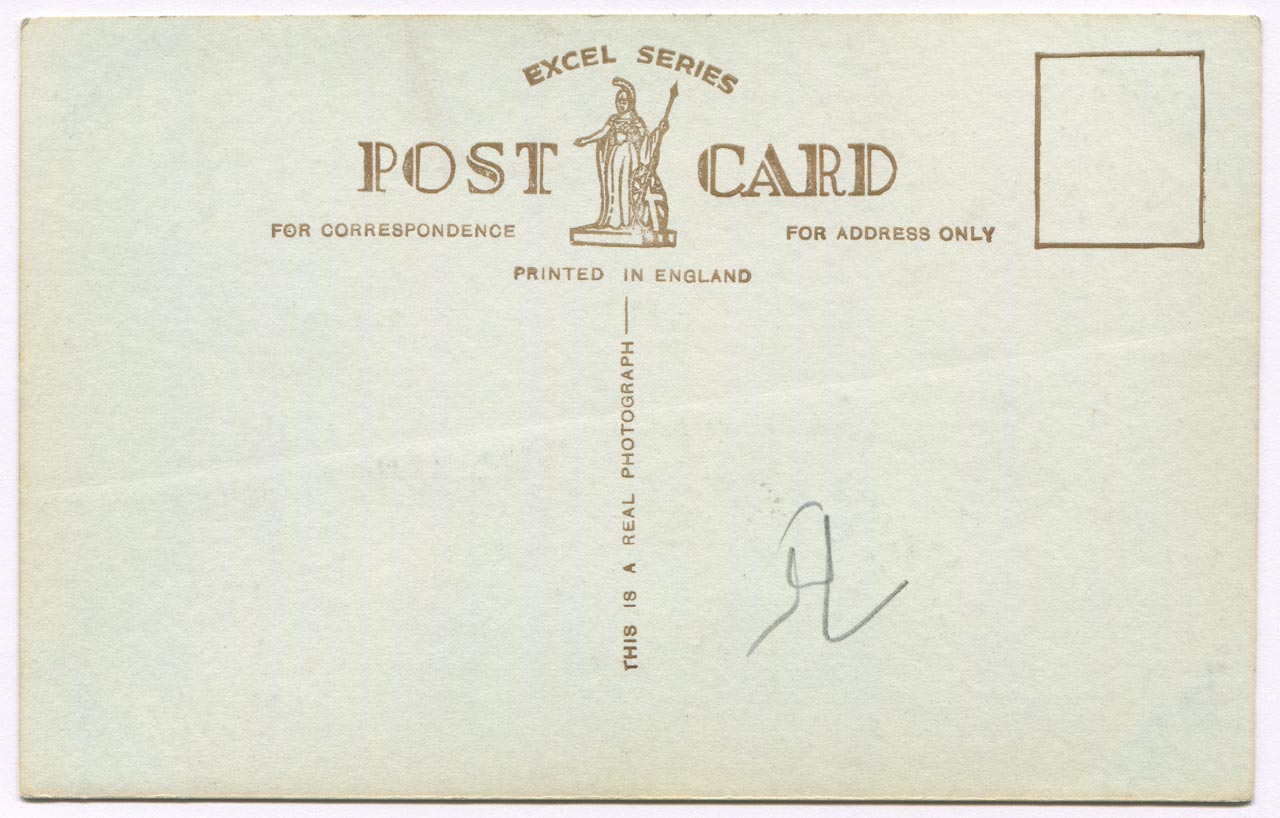 EXCEL SERIES
POST CARD
FOR CORRESPONDENCE
FOR ADDRESS ONLY
PRINTED IN ENGLAND
THIS IS A REAL PHOTOGRAPH